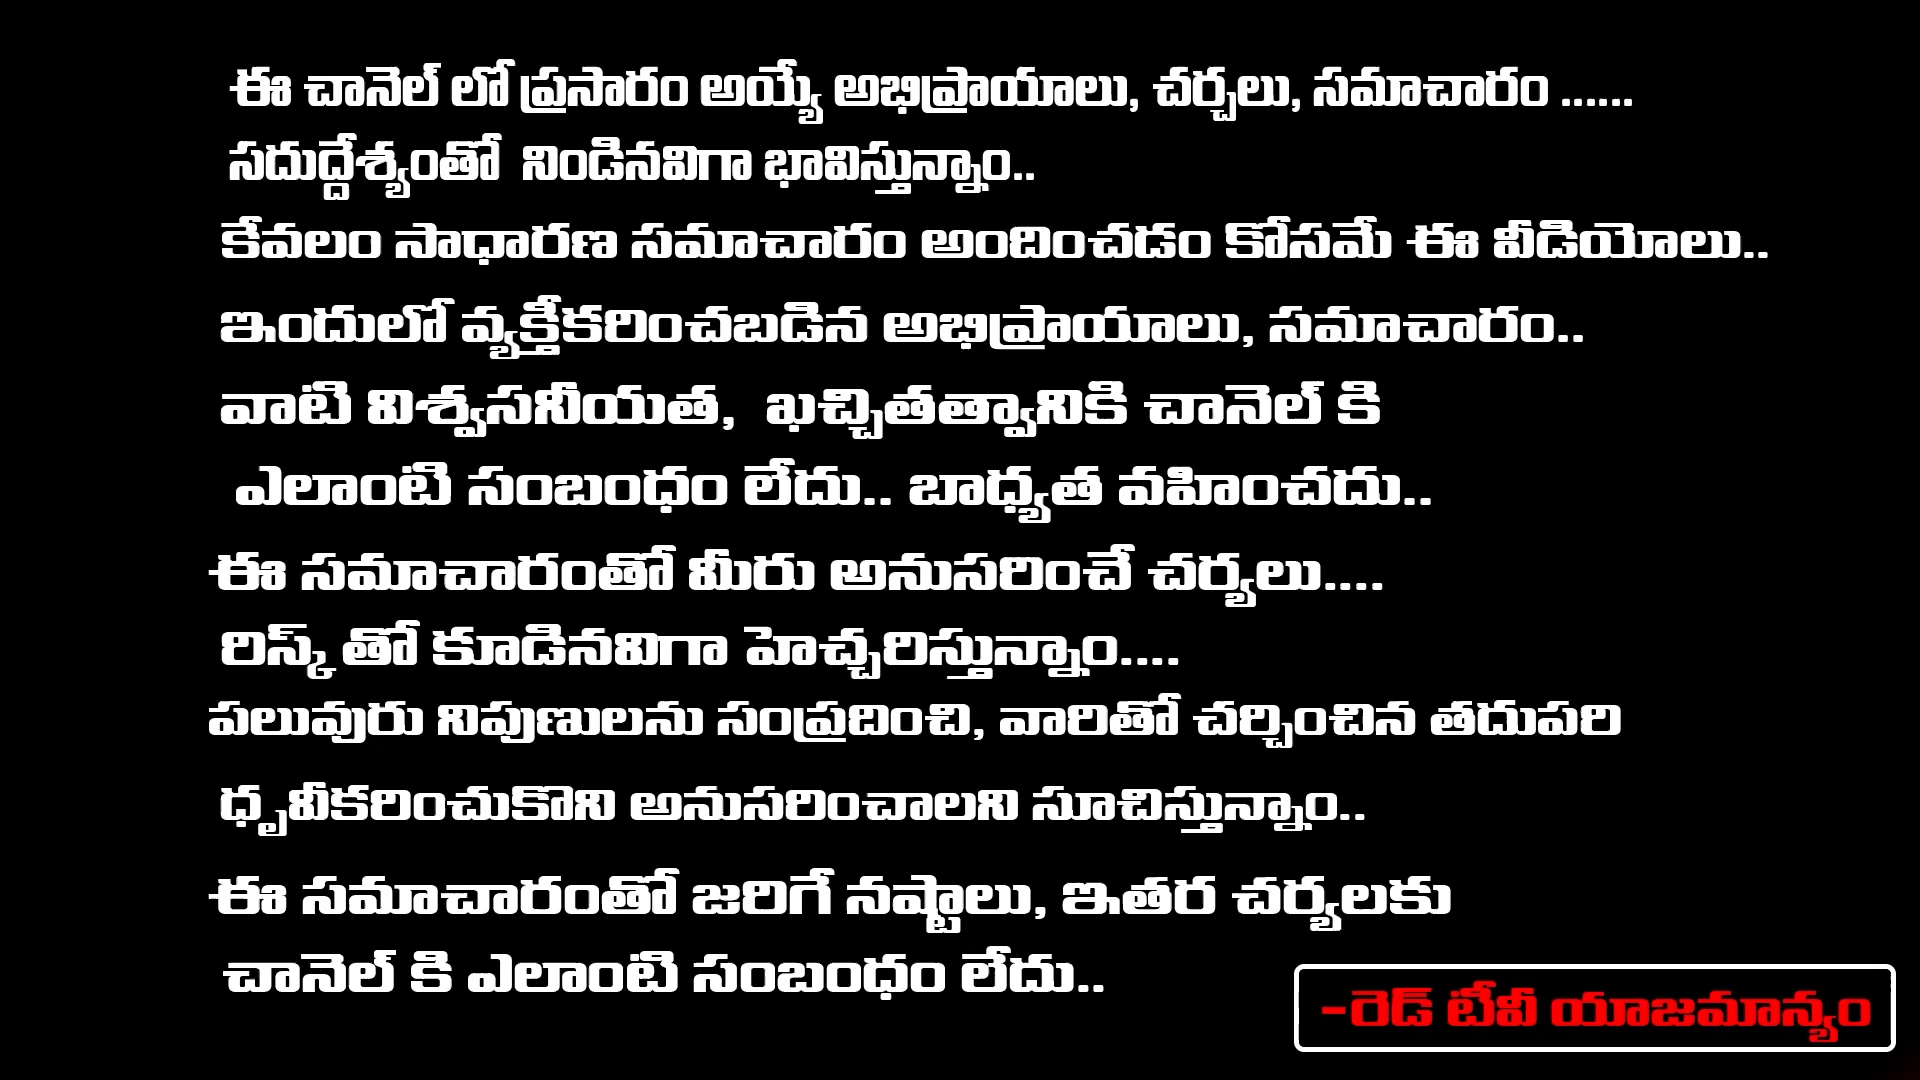 ఈ చానెల్ లో ప్రసారం అయ్యే అభిప్రాయాలు, చర్చలు, సమాచారం ......
సదుద్దేశ్యంతో నిండినవిగా భావిస్తున్నాం..
కేవలం సాధారణ సమాచారం అందించడం కోసమే ఈ వీడియోలు..
ఇందులో వ్యక్తీకరించబడిన అభిప్రాయాలు, సమాచారం..
వాటి విశ్వసనీయత, ఖచ్చితత్వానికి చానెల్ కి
ఎలాంటి సంబంధం లేదు.. బాధ్యత వహించదు..
ఈ సమాచారంతో మీరు అనుసరించే చర్యలు....
రిస్క్ తో కూడినవిగా హెచ్చరిస్తున్నాం....
పలువురు నిపుణులను సంప్రదించి, వారితో చర్చించిన తదుపరి
ధృవీకరించుకొని అనుసరించాలని సూచిస్తున్నాం..
ఈ సమాచారంతో జరిగే నష్టాలు, ఇతర చర్యలకు
చానెల్ కి ఎలాంటి సంబంధం లేదు..
-రెడ్ టీవీ యాజమాన్యం